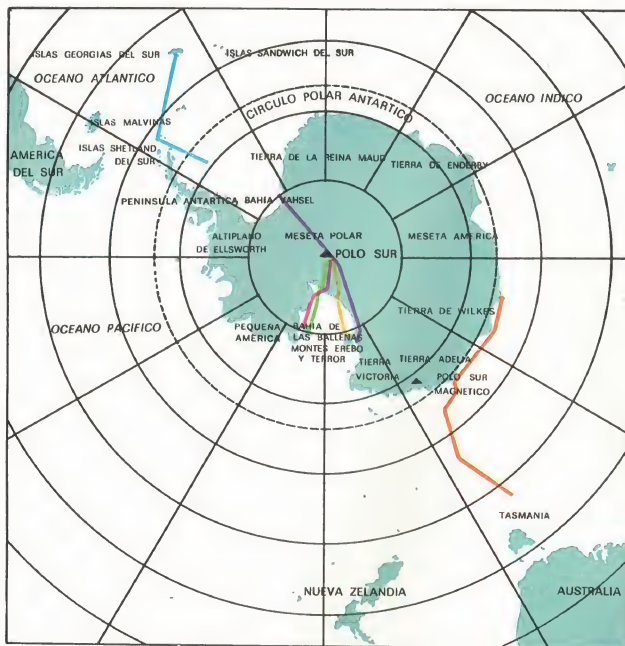 ISLAS GEORGIAS DEL SUR
ISLAS SANDWICH DEL SUR
OCEANO ATLANTICO
CIRCULO POLAR ANTARTICO
OCEANO INDICO
ISLAS MALVINAS
ISLAS SHETLAND
DEL SUR
AMERICA
DEL SUR
TIERRA DE LA REINA MAUD
TIERRA DE ENDERBY
PENINSULA ANTARTICA
BAHIA VAHSEL
ALTIPLANO
DE ELLSWORTH
MESETA POLAR
MESETA AMERICA
POLO SUR
OCEANO PACIFICO
TIERRA DE WILKES
PEQUEÑA
AMERICA
BAHIA DE
LAS BALLENAS
MONTES EREBO
Y TERROR
TIERRA
VICTORIA
TIERRA ADELIA
POLO SUR
MAGNETICO
TASMANIA
NUEVA ZELANDIA
AUSTRALIA